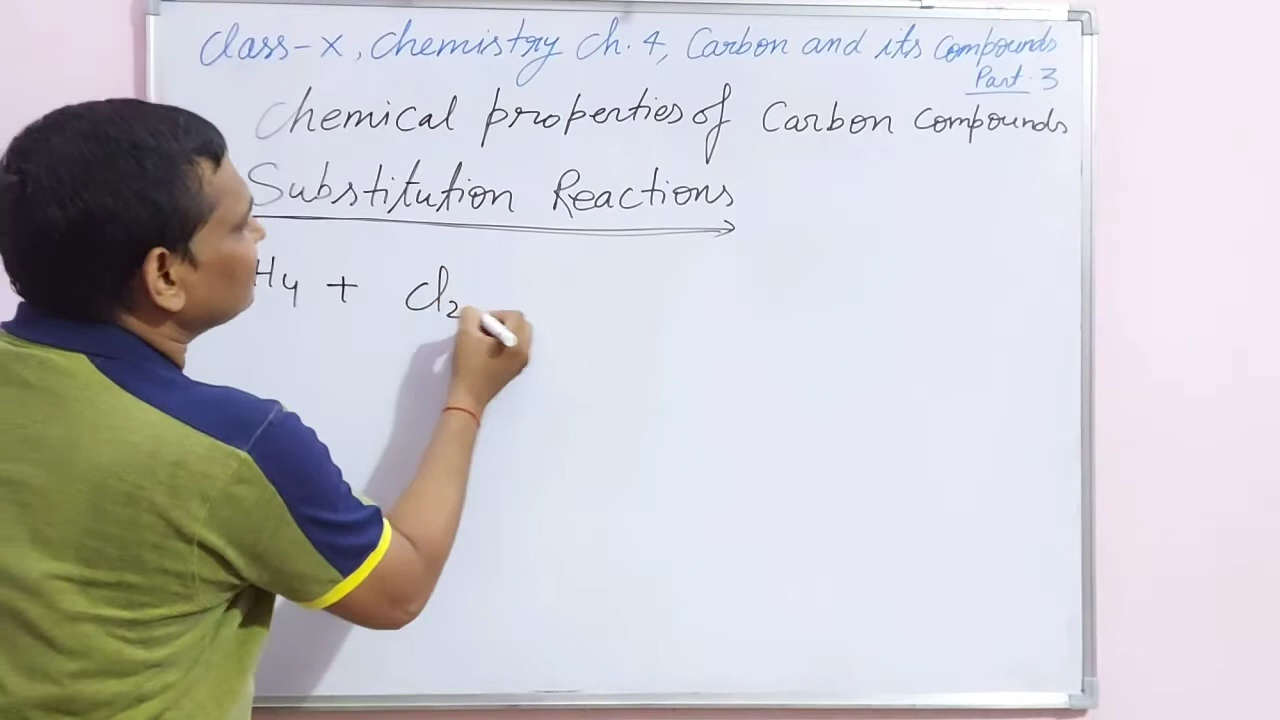 Class-X, Chemistry Ch. 4, Carbon and its Compounds
Part. 3
Chemical properties of Carbon Compounds
Substitution Reactions
H4 + Cl2